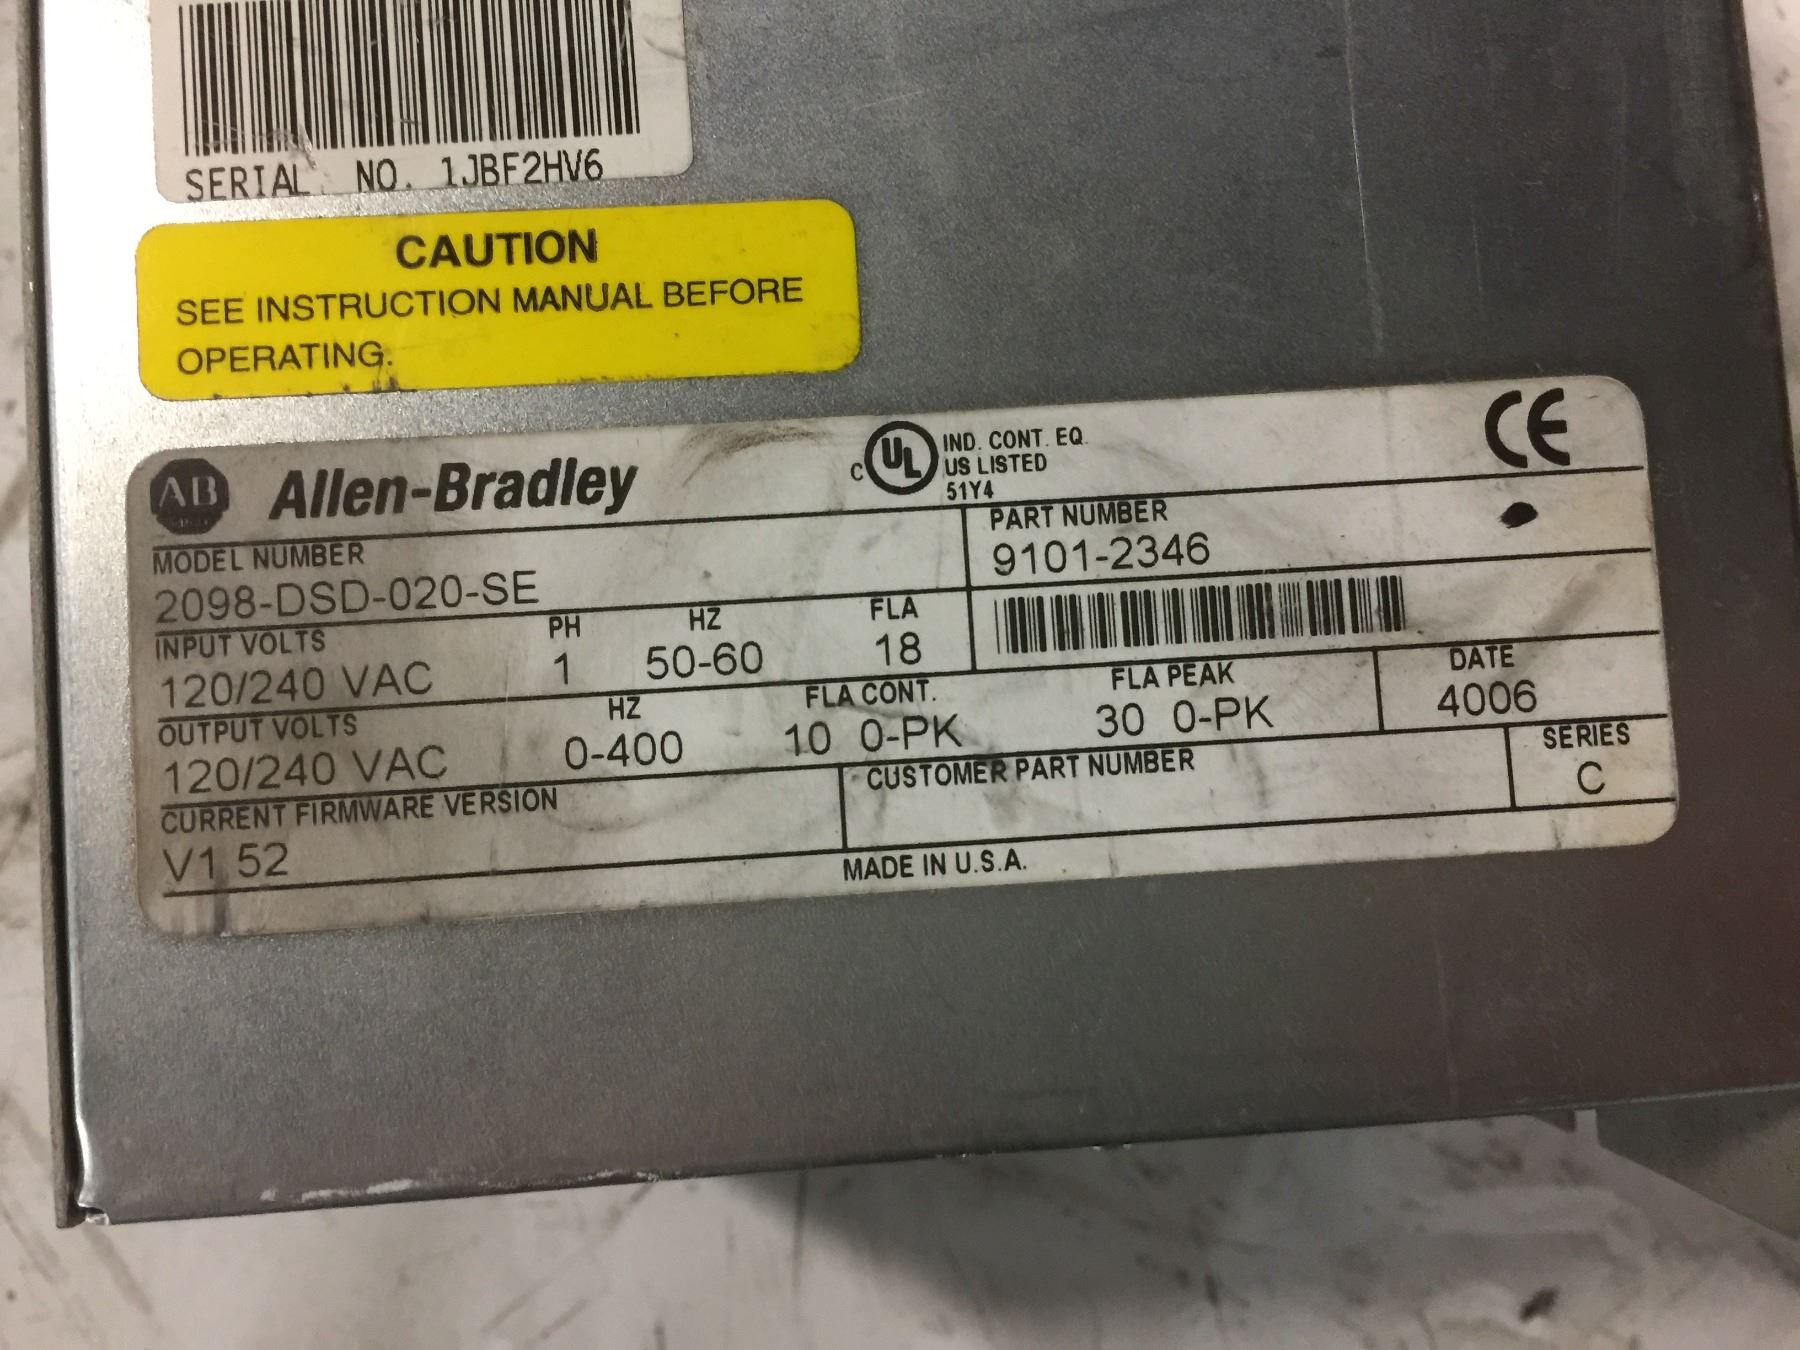 SERIAL NO. 1JBF2HV6
CAUTION
SEE INSTRUCTION MANUAL BEFORE
OPERATING.
AB Allen-Bradley
C UL IND. CONT. EQ.
US LISTED
51Y4
CE
MODEL NUMBER
2098-DSD-020-SE
PART NUMBER
9101-2346
INPUT VOLTS PH HZ FLA
120/240 VAC 1 50-60 18
OUTPUT VOLTS HZ FLA CONT. FLA PEAK DATE
120/240 VAC 0-400 10 0-PK 30 0-PK 4006
CURRENT FIRMWARE VERSION CUSTOMER PART NUMBER SERIES
V1.52 C
MADE IN U.S.A.